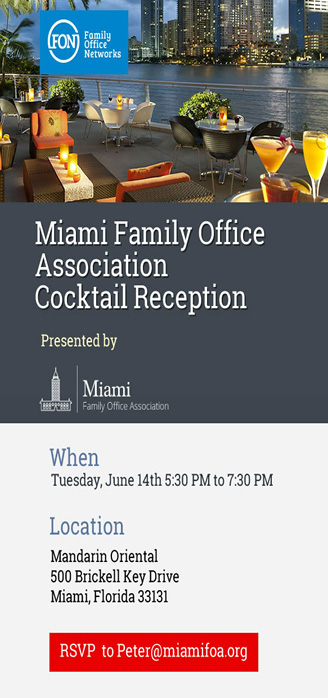 FON
Family
Office
Networks
Miami Family Office
Association
Cocktail Reception
Presented by
Miami
Family Office Association
When
Tuesday, June 14th 5:30 PM to 7:30 PM
Location
Mandarin Oriental
500 Brickell Key Drive
Miami, Florida 33131
RSVP to Peter@miamifoa.org